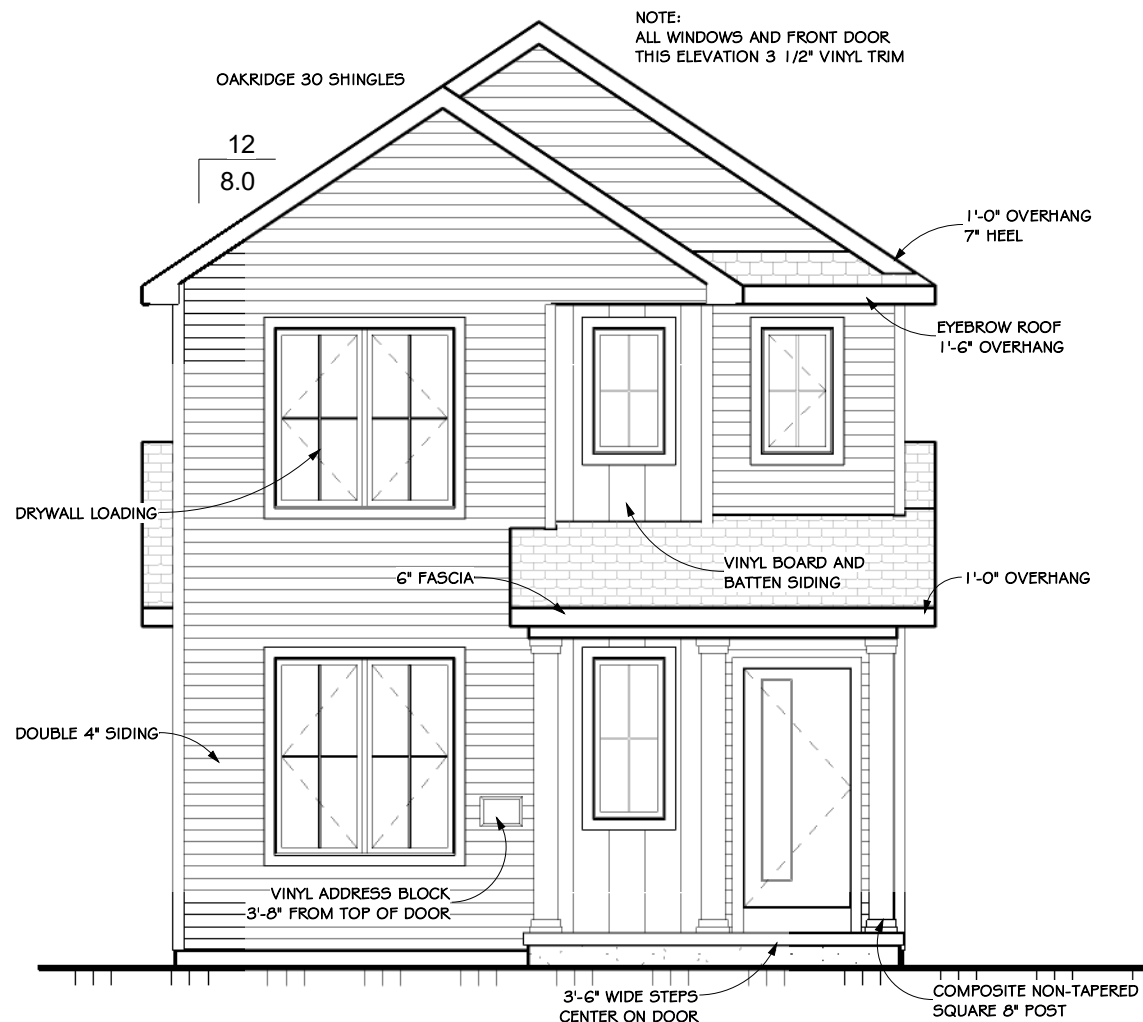 NOTE:
ALL WINDOWS AND FRONT DOOR
THIS ELEVATION 3 1/2" VINYL TRIM
OAKRIDGE 30 SHINGLES
12
8.0
1'-0" OVERHANG
7" HEEL
EYEBROW ROOF
1'-6" OVERHANG
DRYWALL LOADING
VINYL BOARD AND
BATTEN SIDING
6" FASCIA
1'-0" OVERHANG
DOUBLE 4" SIDING
VINYL ADDRESS BLOCK
3'-8" FROM TOP OF DOOR
3'-6" WIDE STEPS
CENTER ON DOOR
COMPOSITE NON-TAPERED
SQUARE 8" POST